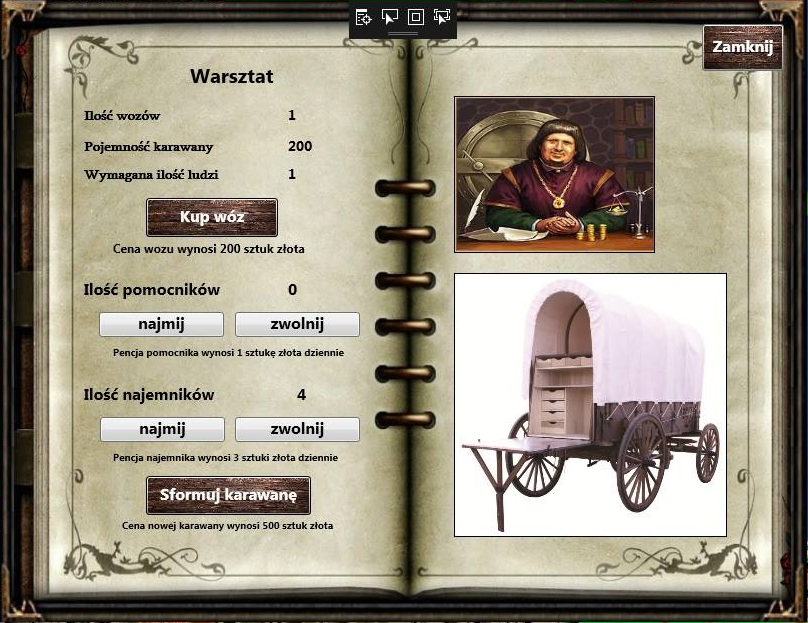 Zamknij
Warsztat
Ilość wozów 1
Pojemność karawany 200
Wymagana ilość ludzi 1
Kup wóz
Cena wozu wynosi 200 sztuk złota
Ilość pomocników 0
najmij zwolnij
Pencja pomocnika wynosi 1 sztukę złota dziennie
Ilość najemników 4
najmij zwolnij
Pencja najemnika wynosi 3 sztuki złota dziennie
Sformuj karawanę
Cena nowej karawany wynosi 500 sztuk złota